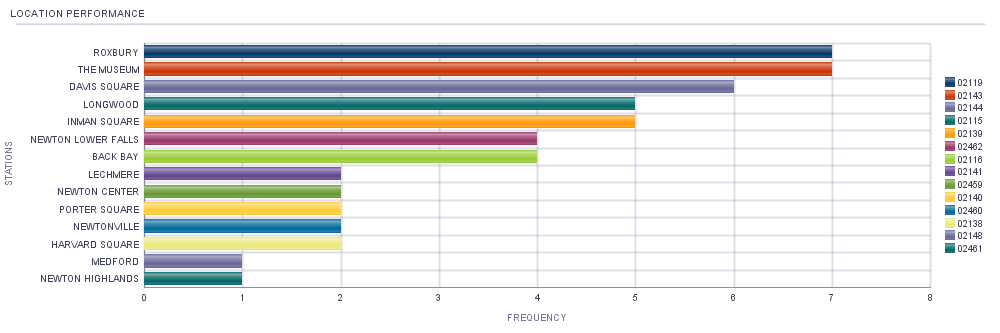 LOCATION PERFORMANCE
ROXBURY
THE MUSEUM
DAVIS SQUARE
LONGWOOD
INMAN SQUARE
NEWTON LOWER FALLS
BACK BAY
LECHMERE
NEWTON CENTER
PORTER SQUARE
NEWTONVILLE
HARVARD SQUARE
MEDFORD
NEWTON HIGHLANDS
STATIONS
0 1 2 3 4 5 6 7 8
FREQUENCY
02119
02143
02144
02115
02139
02462
02116
02141
02459
02140
02460
02138
02148
02461